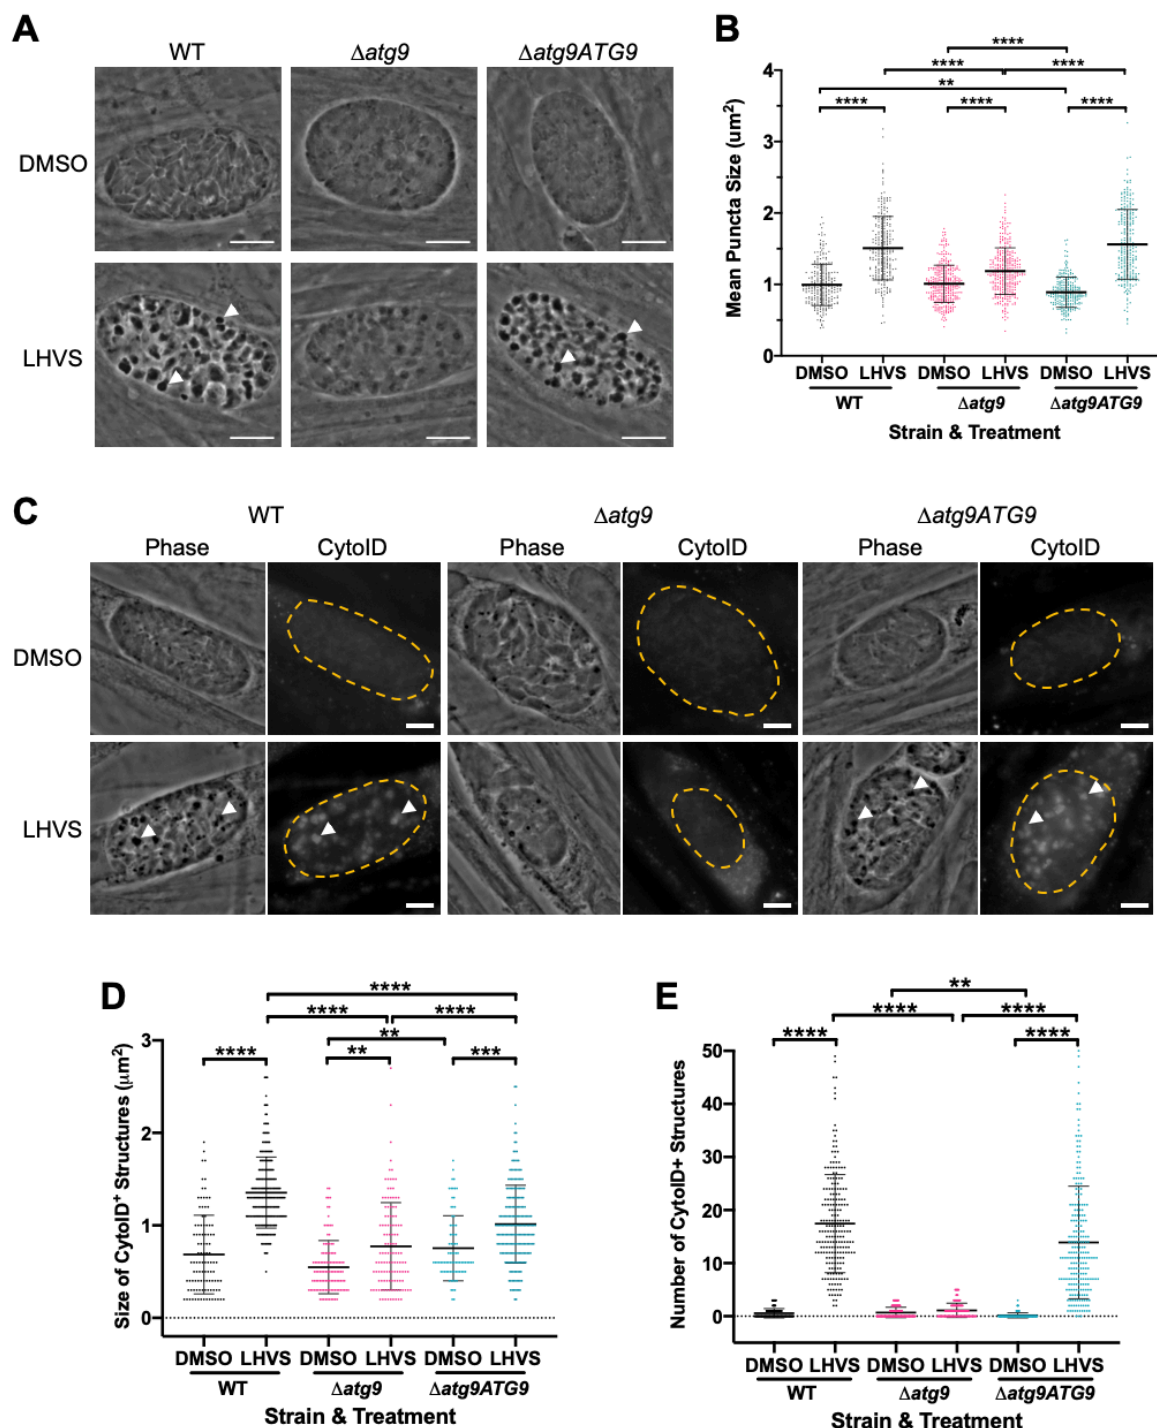 A
WT
Δatg9
Δatg9ATG9
DMSO
LHVS
B
****
**** ****
**
**** **** ****
Mean Puncta Size (um²)
4
3
2
1
0
DMSO LHVS DMSO LHVS DMSO LHVS
WT Δatg9 Δatg9ATG9
Strain & Treatment
C
WT Δatg9 Δatg9ATG9
Phase CytoID Phase CytoID Phase CytoID
DMSO
LHVS
D
****
**** ****
**
**** ** ***
Size of CytoID⁺ Structures (μm²)
3
2
1
0
DMSO LHVS DMSO LHVS DMSO LHVS
WT Δatg9 Δatg9ATG9
Strain & Treatment
E
**
**** ****
**** ****
Number of CytoID+ Structures
50
40
30
20
10
0
DMSO LHVS DMSO LHVS DMSO LHVS
WT Δatg9 Δatg9ATG9
Strain & Treatment